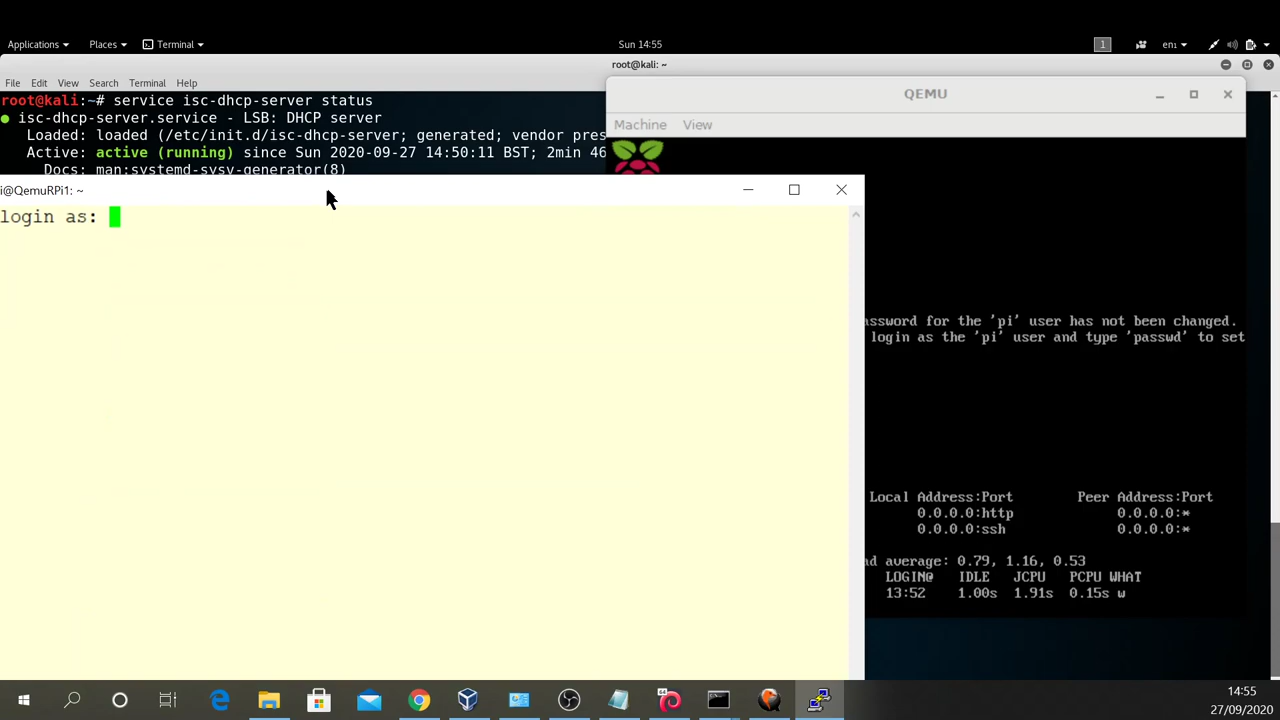 Applications Places Terminal Sun 14:55 1 en1
root@kali: ~
File Edit View Search Terminal Help
root@kali:~# service isc-dhcp-server status
● isc-dhcp-server.service - LSB: DHCP server
Loaded: loaded (/etc/init.d/isc-dhcp-server; generated; vendor pres
Active: active (running) since Sun 2020-09-27 14:50:11 BST; 2min 46
Docs: man:systemd-sysv-generator(8)
QEMU
Machine View
i@QemuRPi1: ~
login as:
assword for the 'pi' user has not been changed.
login as the 'pi' user and type 'passwd' to set
Local Address:Port Peer Address:Port
0.0.0.0:http 0.0.0.0:*
0.0.0.0:ssh 0.0.0.0:*
ad average: 0.79, 1.16, 0.53
LOGIN@ IDLE JCPU PCPU WHAT
13:52 1.00s 1.91s 0.15s w
64
14:55
27/09/2020